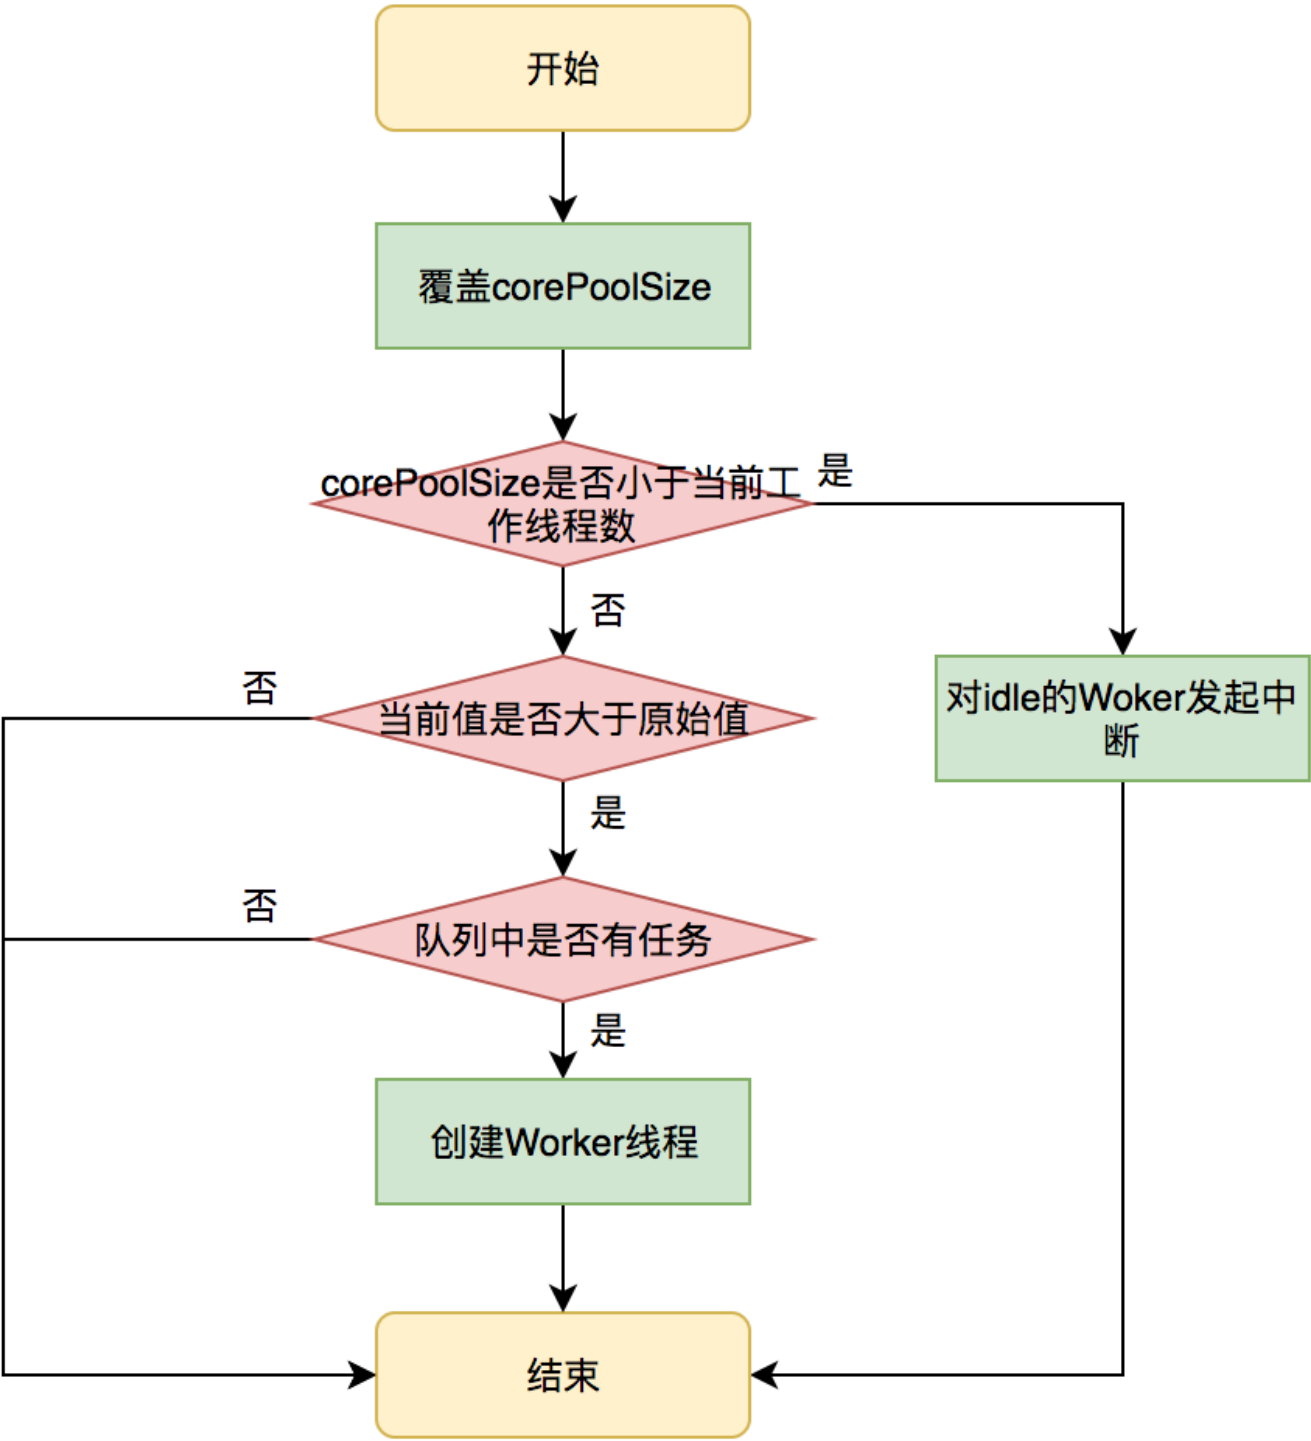 开始
覆盖corePoolSize
corePoolSize是否小于当前工
作线程数
是
否
否
当前值是否大于原始值
对idle的Woker发起中
断
是
否
队列中是否有任务
是
创建Worker线程
结束